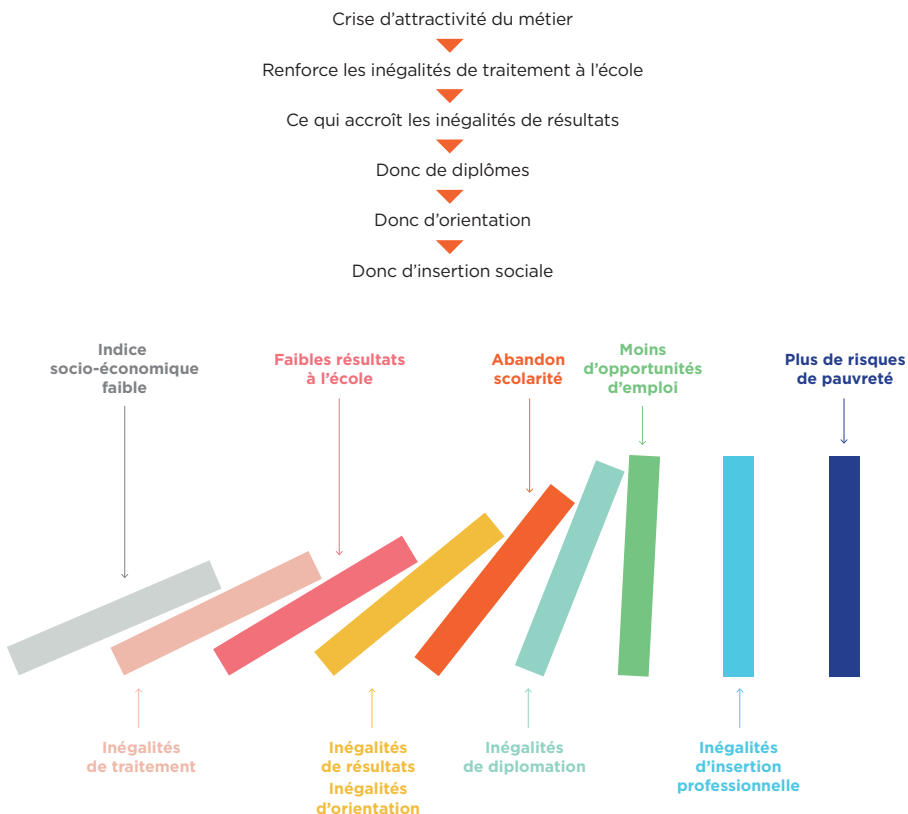 Crise d’attractivité du métier
Renforce les inégalités de traitement à l’école
Ce qui accroît les inégalités de résultats
Donc de diplômes
Donc d’orientation
Donc d’insertion sociale
Indice
socio-économique
faible
Faibles résultats
à l’école
Abandon
scolarité
Moins
d’opportunités
d’emploi
Plus de risques
de pauvreté
Inégalités
de traitement
Inégalités
de résultats
Inégalités
d’orientation
Inégalités
de diplomation
Inégalités
d’insertion
professionnelle